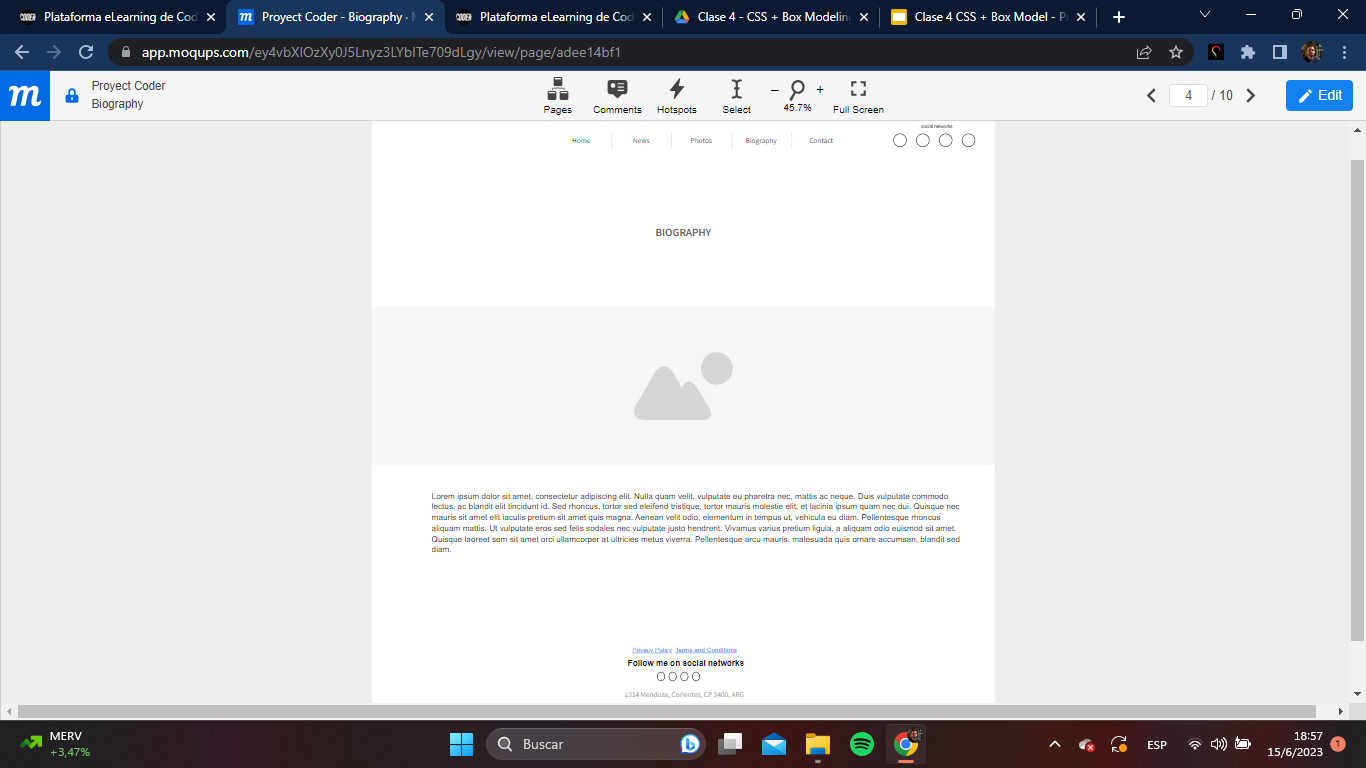 CODER Plataforma eLearning de Cod
m Proyect Coder - Biography ·
CODER Plataforma eLearning de Cod
Clase 4 - CSS + Box Modeling
Clase 4 CSS + Box Model - P
app.moqups.com/ey4vbXlOzXy0J5Lnyz3LYbITe709dLgy/view/page/adee14bf1
m
Proyect Coder
Biography
Pages
Comments
Hotspots
Select
– 45.7% +
Full Screen
4 / 10
Edit
social networks
Home News Photos Biography Contact
BIOGRAPHY
Lorem ipsum dolor sit amet, consectetur adipiscing elit. Nulla quam velit, vulputate eu pharetra nec, mattis ac neque. Duis vulputate commodo
lectus, ac blandit elit tincidunt id. Sed rhoncus, tortor sed eleifend tristique, tortor mauris molestie elit, et lacinia ipsum quam nec dui. Quisque nec
mauris sit amet elit iaculis pretium sit amet quis magna. Aenean velit odio, elementum in tempus ut, vehicula eu diam. Pellentesque rhoncus
aliquam mattis. Ut vulputate eros sed felis sodales nec vulputate justo hendrerit. Vivamus varius pretium ligula, a aliquam odio euismod sit amet.
Quisque laoreet sem sit amet orci ullamcorper at ultricies metus viverra. Pellentesque arcu mauris, malesuada quis ornare accumsan, blandit sed
diam.
Privacy Policy Terms and Conditions
Follow me on social networks
1314 Mendoza, Corientes, CP 3400, ARG
MERV
+3,47%
Buscar
ESP
18:57
15/6/2023
1